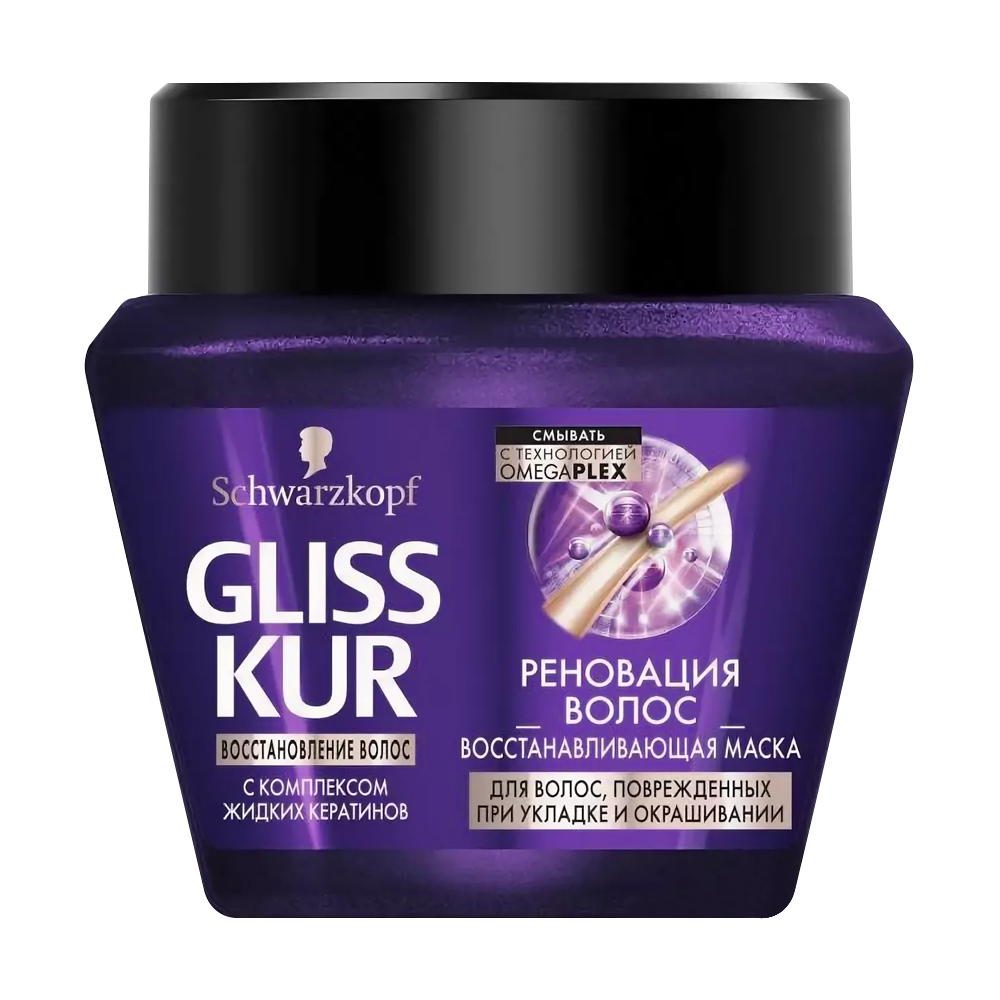 Schwarzkopf
GLISS
KUR
ВОССТАНОВЛЕНИЕ ВОЛОС
С КОМПЛЕКСОМ
ЖИДКИХ КЕРАТИНОВ
СМЫВАТЬ
С ТЕХНОЛОГИЕЙ
OMEGAPLEX
РЕНОВАЦИЯ
ВОЛОС
ВОССТАНАВЛИВАЮЩАЯ МАСКА
ДЛЯ ВОЛОС, ПОВРЕЖДЕННЫХ
ПРИ УКЛАДКЕ И ОКРАШИВАНИИ